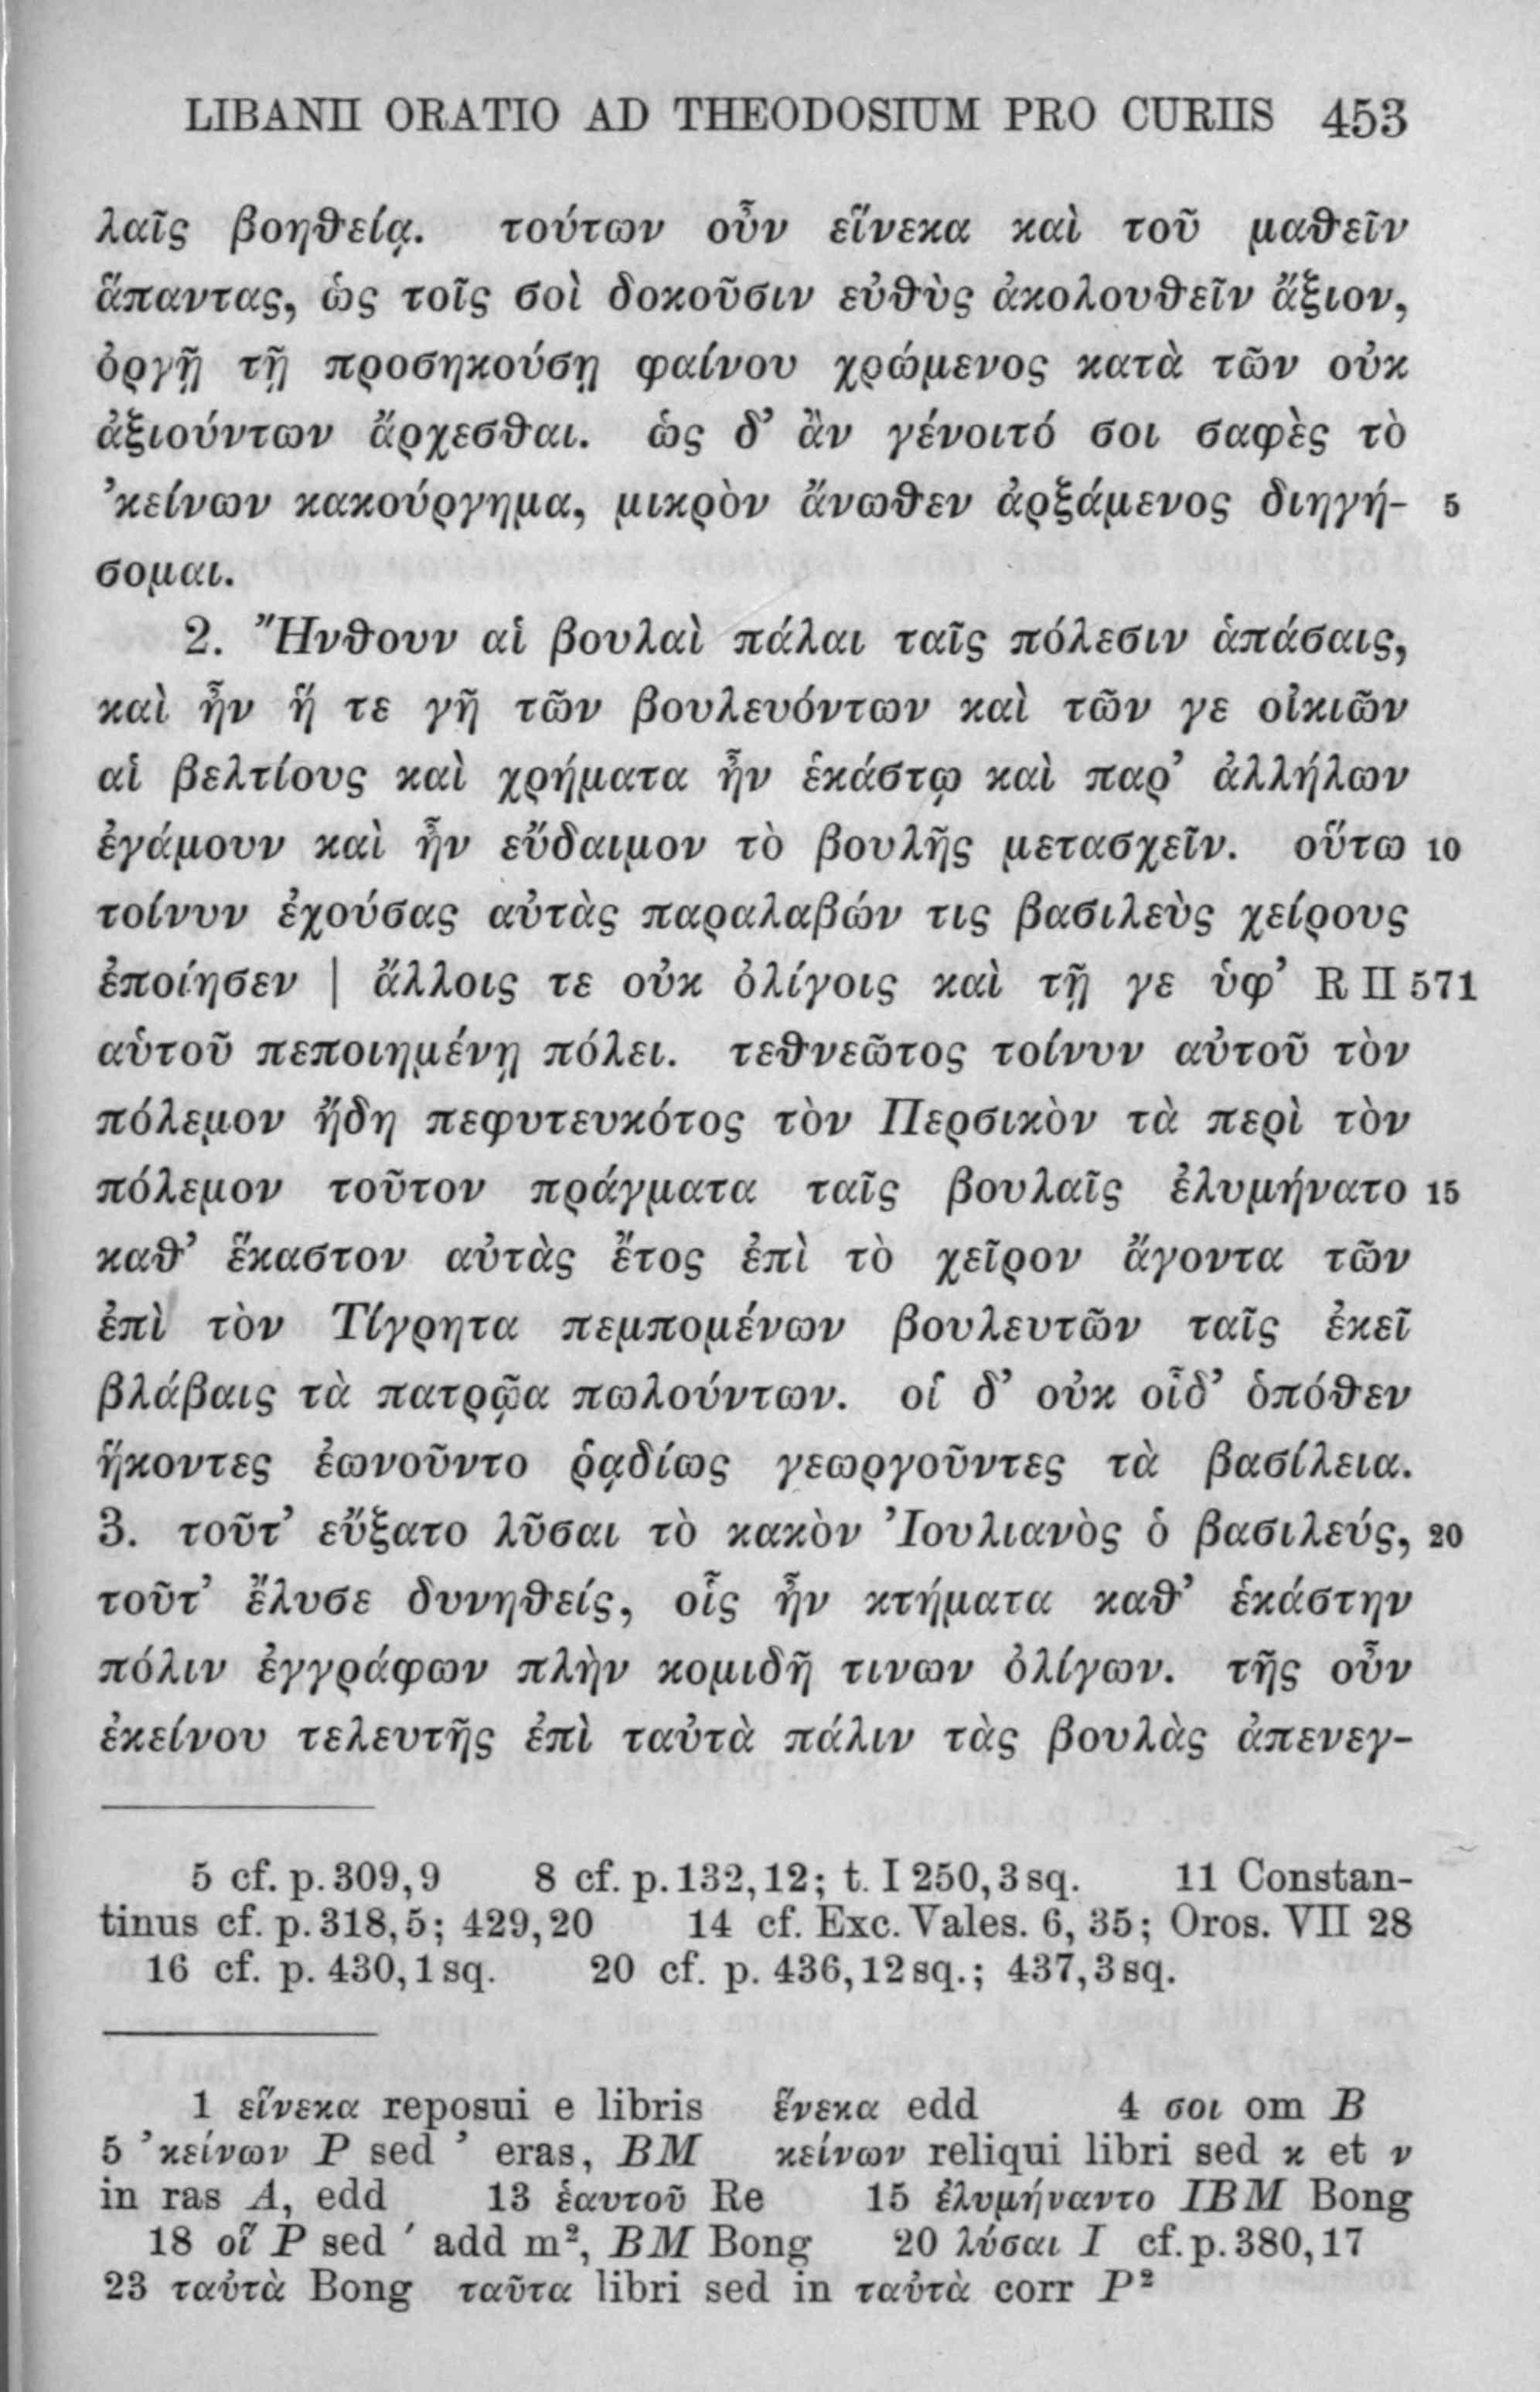 LIBANII ORATIO AD THEODOSIUM PRO CURIIS 453
λαῖς βοηθείᾳ. τούτων οὖν εἵνεκα καὶ τοῦ μαθεῖν
ἅπαντας, ὡς τοῖς σοὶ δοκοῦσιν εὐθὺς ἀκολουθεῖν ἄξιον,
ὀργῇ τῇ προσηκούσῃ φαίνου χρώμενος κατὰ τῶν οὐκ
ἀξιούντων ἄρχεσθαι. ὡς δ’ ἂν γένοιτό σοι σαφὲς τὸ
’κείνων κακούργημα, μικρὸν ἄνωθεν ἀρξάμενος διηγή- 5
σομαι.
2. Ἤνθουν αἱ βουλαὶ πάλαι ταῖς πόλεσιν ἁπάσαις,
καὶ ἦν ἥ τε γῆ τῶν βουλευόντων καὶ τῶν γε οἰκιῶν
αἱ βελτίους καὶ χρήματα ἦν ἑκάστῳ καὶ παρ’ ἀλλήλων
ἐγάμουν καὶ ἦν εὔδαιμον τὸ βουλῆς μετασχεῖν. οὕτω 10
τοίνυν ἐχούσας αὐτὰς παραλαβών τις βασιλεὺς χείρους
ἐποίησεν | ἄλλοις τε οὐκ ὀλίγοις καὶ τῇ γε ὑφ’ R II 571
αὑτοῦ πεποιημένῃ πόλει. τεθνεῶτος τοίνυν αὐτοῦ τὸν
πόλεμον ἤδη πεφυτευκότος τὸν Περσικὸν τὰ περὶ τὸν
πόλεμον τοῦτον πράγματα ταῖς βουλαῖς ἐλυμήνατο 15
καθ’ ἕκαστον αὐτὰς ἔτος ἐπὶ τὸ χεῖρον ἄγοντα τῶν
ἐπὶ τὸν Τίγρητα πεμπομένων βουλευτῶν ταῖς ἐκεῖ
βλάβαις τὰ πατρῷα πωλούντων. οἱ δ’ οὐκ οἶδ’ ὁπόθεν
ἥκοντες ἐωνοῦντο ῥᾳδίως γεωργοῦντες τὰ βασίλεια.
3. τοῦτ’ εὔξατο λῦσαι τὸ κακὸν Ἰουλιανὸς ὁ βασιλεύς, 20
τοῦτ’ ἔλυσε δυνηθείς, οἷς ἦν κτήματα καθ’ ἑκάστην
πόλιν ἐγγράφων πλὴν κομιδῇ τινων ὀλίγων. τῆς οὖν
ἐκείνου τελευτῆς ἐπὶ ταὐτὰ πάλιν τὰς βουλὰς ἀπενεγ-
5 cf. p. 309,9 8 cf. p. 132,12; t. I 250,3 sq. 11 Constan-
tinus cf. p. 318,5; 429,20 14 cf. Exc. Vales. 6, 35; Oros. VII 28
16 cf. p. 430,1 sq. 20 cf. p. 436,12 sq.; 437,3 sq.
1 εἵνεκα reposui e libris ἕνεκα edd 4 σοι om B
5 ’κείνων P sed ’ eras, BM κείνων reliqui libri sed κ et ν
in ras A, edd 13 ἑαυτοῦ Re 15 ἐλυμήναντο IBM Bong
18 οἵ P sed ´ add m², BM Bong 20 λύσαι I cf. p. 380,17
23 ταὐτὰ Bong ταῦτα libri sed in ταὐτὰ corr P²